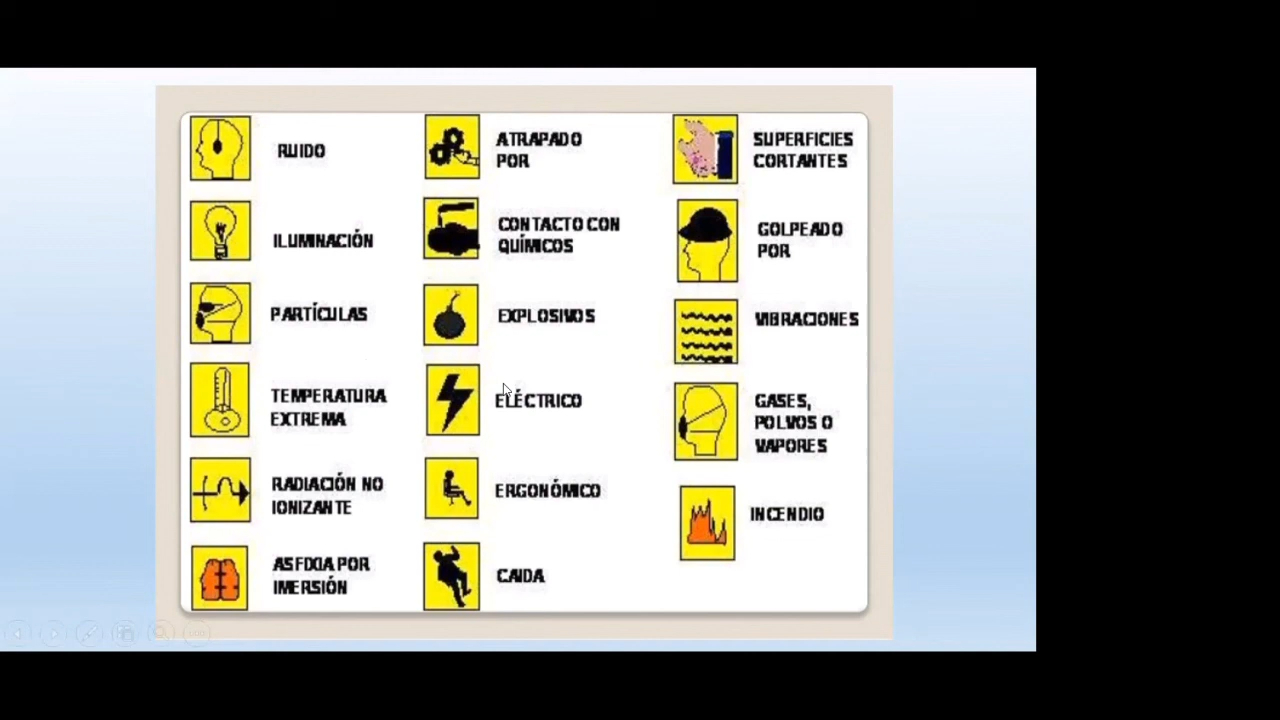 RUIDO
ILUMINACIÓN
PARTÍCULAS
TEMPERATURA
EXTREMA
RADIACIÓN NO
IONIZANTE
ASFIXIA POR
IMERSIÓN
ATRAPADO
POR
CONTACTO CON
QUÍMICOS
EXPLOSIVOS
ELÉCTRICO
ERGONÓMICO
CAIDA
SUPERFICIES
CORTANTES
GOLPEADO
POR
VIBRACIONES
GASES,
POLVOS O
VAPORES
INCENDIO